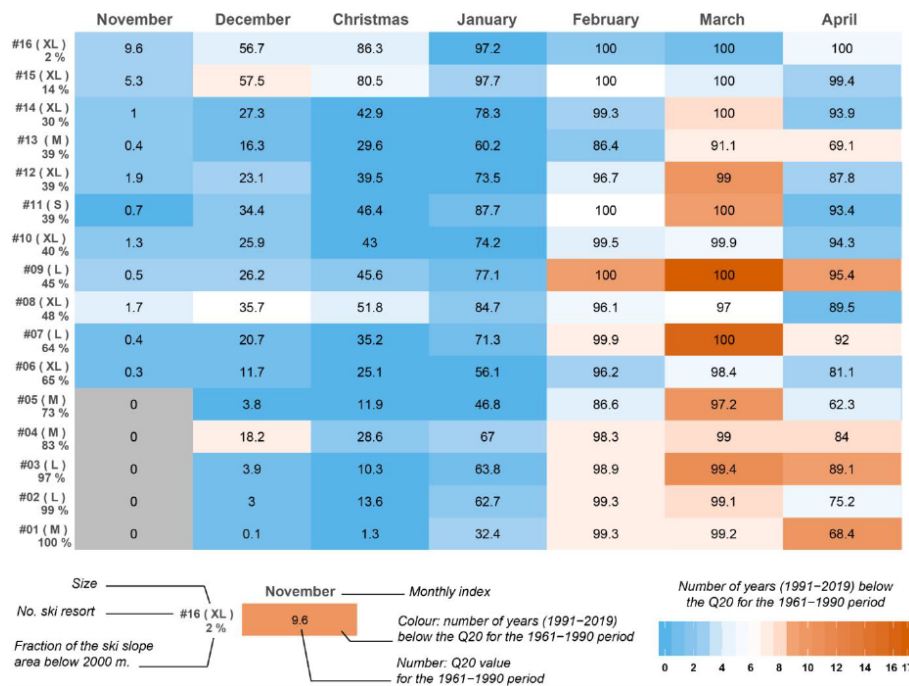 November December Christmas January February March April
#16 ( XL ) 9.6 56.7 86.3 97.2 100 100 100
2 %
#15 ( XL ) 5.3 57.5 80.5 97.7 100 100 99.4
14 %
#14 ( XL ) 1 27.3 42.9 78.3 99.3 100 93.9
30 %
#13 ( M ) 0.4 16.3 29.6 60.2 86.4 91.1 69.1
39 %
#12 ( XL ) 1.9 23.1 39.5 73.5 96.7 99 87.8
39 %
#11 ( S ) 0.7 34.4 46.4 87.7 100 100 93.4
39 %
#10 ( XL ) 1.3 25.9 43 74.2 99.5 99.9 94.3
40 %
#09 ( L ) 0.5 26.2 45.6 77.1 100 100 95.4
45 %
#08 ( XL ) 1.7 35.7 51.8 84.7 96.1 97 89.5
48 %
#07 ( L ) 0.4 20.7 35.2 71.3 99.9 100 92
64 %
#06 ( XL ) 0.3 11.7 25.1 56.1 96.2 98.4 81.1
65 %
#05 ( M ) 0 3.8 11.9 46.8 86.6 97.2 62.3
73 %
#04 ( M ) 0 18.2 28.6 67 98.3 99 84
83 %
#03 ( L ) 0 3.9 10.3 63.8 98.9 99.4 89.1
97 %
#02 ( L ) 0 3 13.6 62.7 99.3 99.1 75.2
99 %
#01 ( M ) 0 0.1 1.3 32.4 99.3 99.2 68.4
100 %
Size
No. ski resort
Fraction of the ski slope
area below 2000 m.
#16 ( XL )
2 %
November
9.6
Monthly index
Colour: number of years (1991−2019)
below the Q20 for the 1961−1990 period
Number: Q20 value
for the 1961−1990 period
Number of years (1991−2019) below
the Q20 for the 1961−1990 period
0 2 4 6 8 10 12 14 16 17